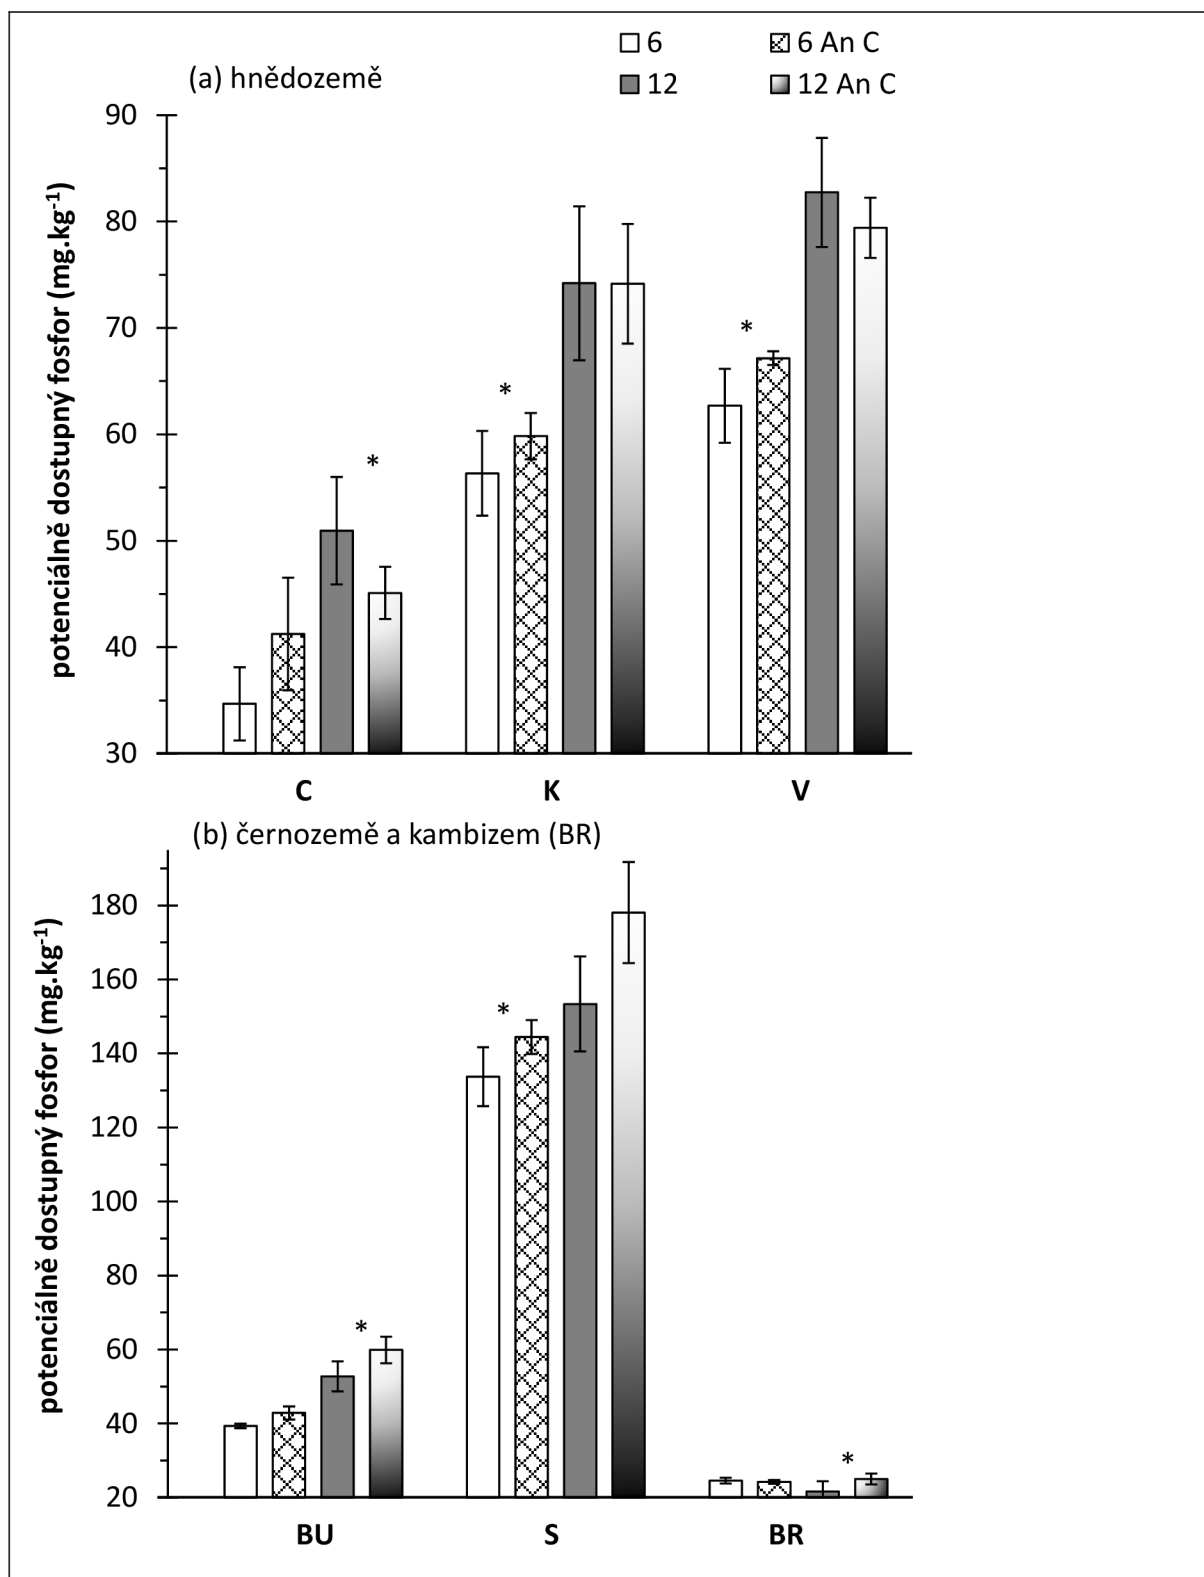 6 6 An C
(a) hnědozemě 12 12 An C
90
80
70
60
50
40
30
potenciálně dostupný fosfor (mg.kg-1)
* * * *
C K V
(b) černozemě a kambizem (BR)
180
160
140
120
100
80
60
40
20
potenciálně dostupný fosfor (mg.kg-1)
* * *
BU S BR